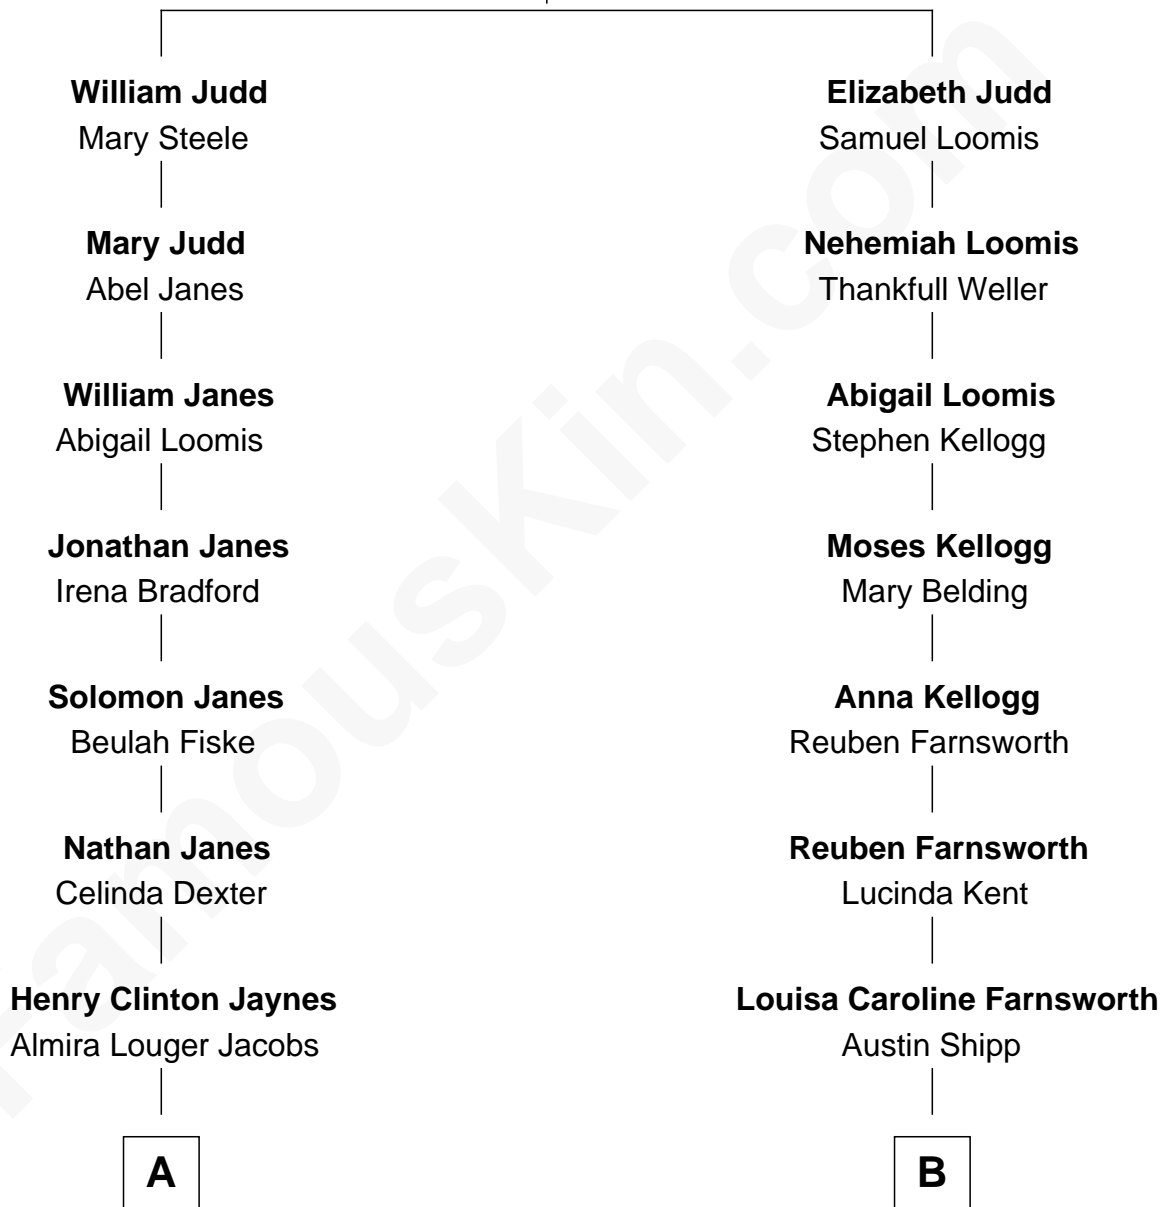 William Judd
Mary Steele
Elizabeth Judd
Samuel Loomis
Mary Judd
Abel Janes
Nehemiah Loomis
Thankfull Weller
William Janes
Abigail Loomis
Abigail Loomis
Stephen Kellogg
Jonathan Janes
Irena Bradford
Moses Kellogg
Mary Belding
Solomon Janes
Beulah Fiske
Anna Kellogg
Reuben Farnsworth
Nathan Janes
Celinda Dexter
Reuben Farnsworth
Lucinda Kent
Henry Clinton Jaynes
Almira Louger Jacobs
Louisa Caroline Farnsworth
Austin Shipp
A
B
FamousKin.com